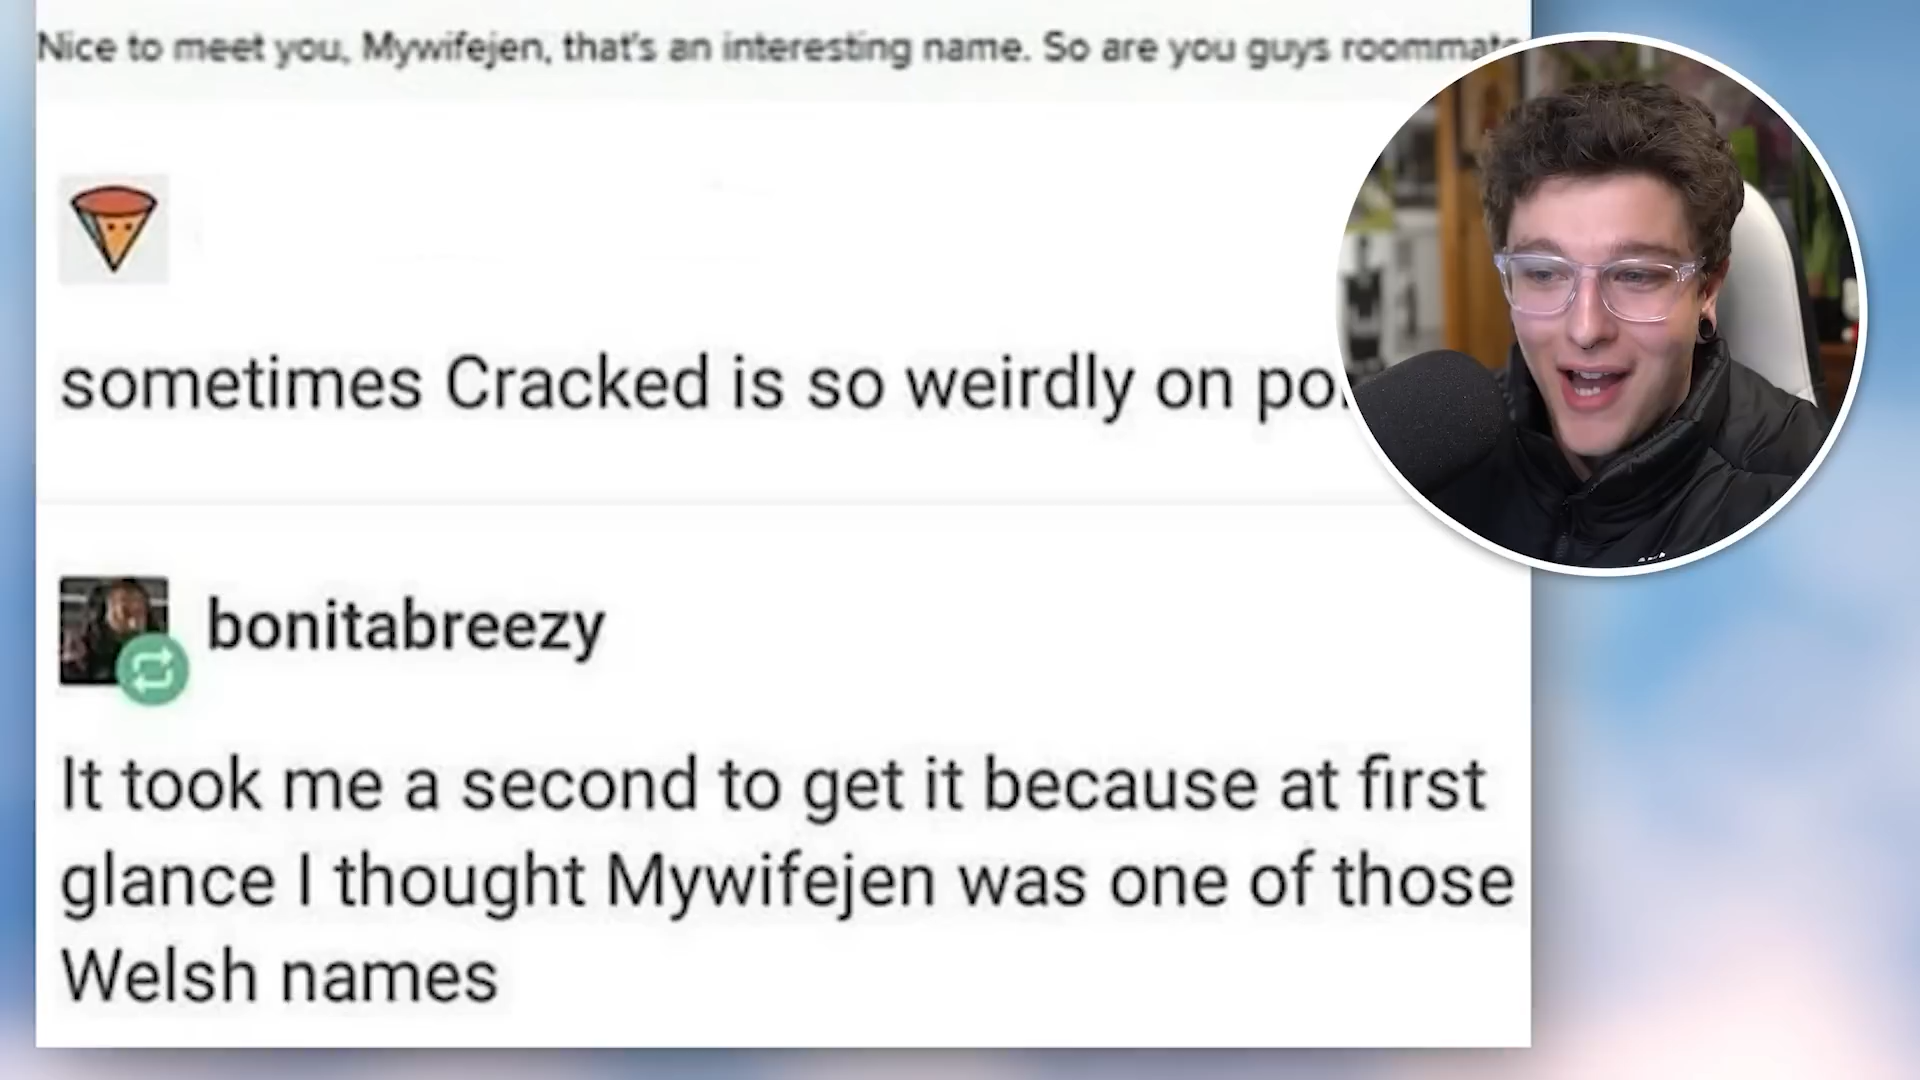 Nice to meet you, Mywifejen, that's an interesting name. So are you guys
sometimes Cracked is so weirdly on
bonitabreezy
It took me a second to get it because at first
glance I thought Mywifejen was one of those
Welsh names